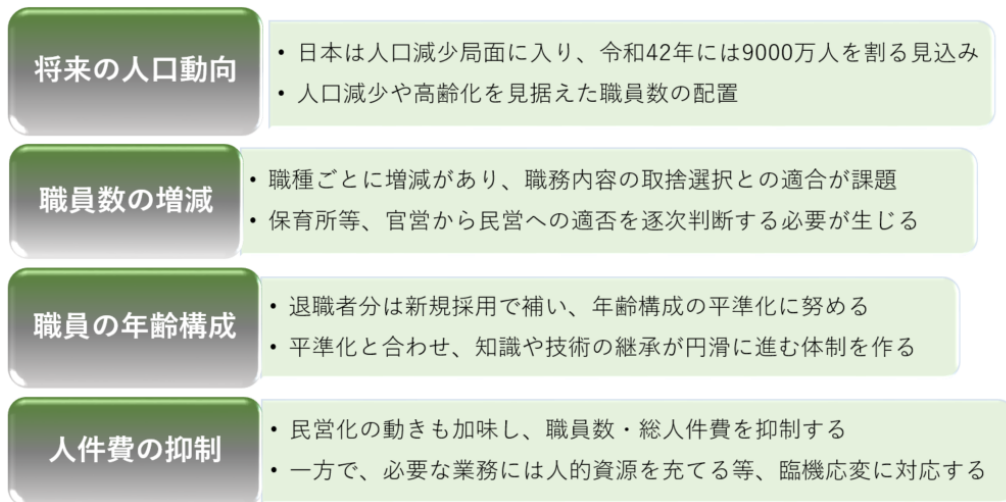 将来の人口動向
・日本は人口減少局面に入り、令和42年には9000万人を割る見込み
・人口減少や高齢化を見据えた職員数の配置
職員数の増減
・職種ごとに増減があり、職務内容の取捨選択との適合が課題
・保育所等、官営から民営への適否を逐次判断する必要が生じる
職員の年齢構成
・退職者分は新規採用で補い、年齢構成の平準化に努める
・平準化と合わせ、知識や技術の継承が円滑に進む体制を作る
人件費の抑制
・民営化の動きも加味し、職員数・総人件費を抑制する
・一方で、必要な業務には人的資源を充てる等、臨機応変に対応する